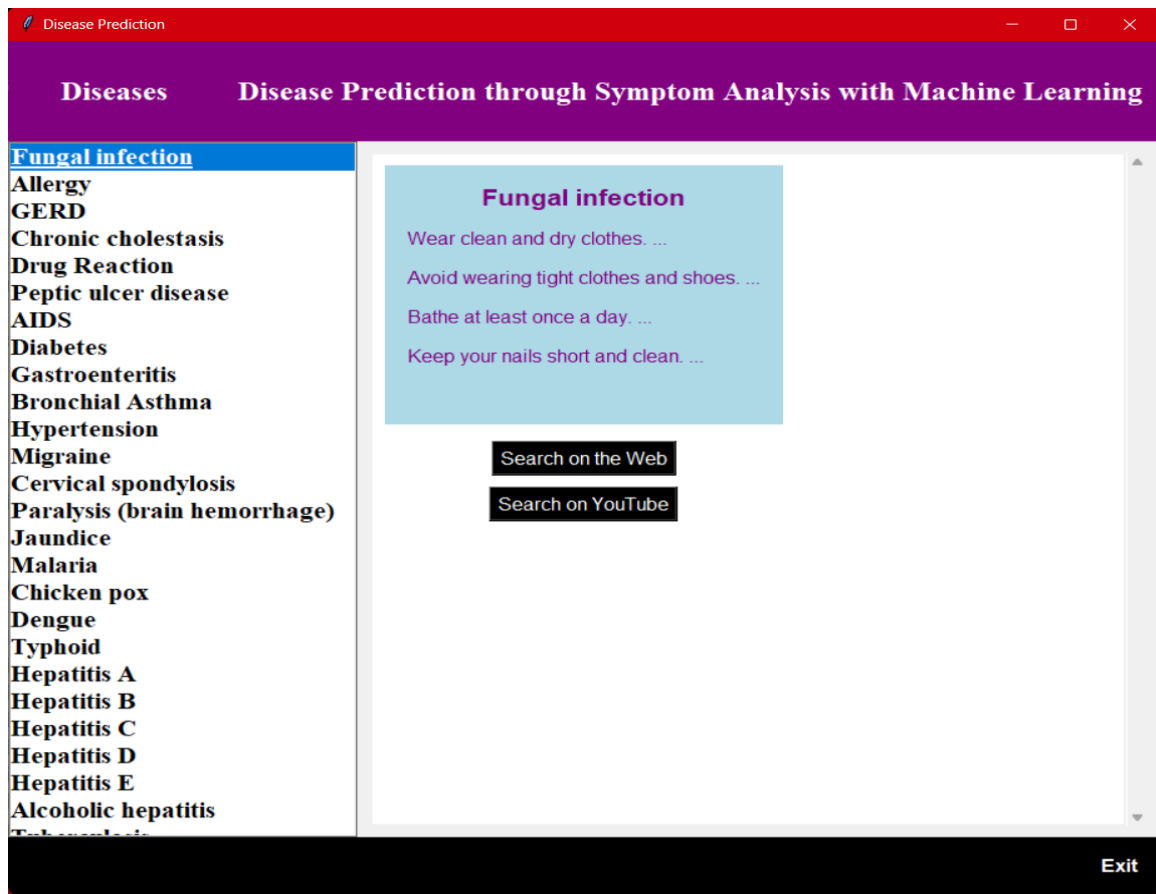 Disease Prediction
Diseases
Disease Prediction through Symptom Analysis with Machine Learning
Fungal infection
Allergy
GERD
Chronic cholestasis
Drug Reaction
Peptic ulcer disease
AIDS
Diabetes
Gastroenteritis
Bronchial Asthma
Hypertension
Migraine
Cervical spondylosis
Paralysis (brain hemorrhage)
Jaundice
Malaria
Chicken pox
Dengue
Typhoid
Hepatitis A
Hepatitis B
Hepatitis C
Hepatitis D
Hepatitis E
Alcoholic hepatitis
Tuberculosis
Fungal infection
Wear clean and dry clothes. ...
Avoid wearing tight clothes and shoes. ...
Bathe at least once a day. ...
Keep your nails short and clean. ...
Search on the Web
Search on YouTube
Exit